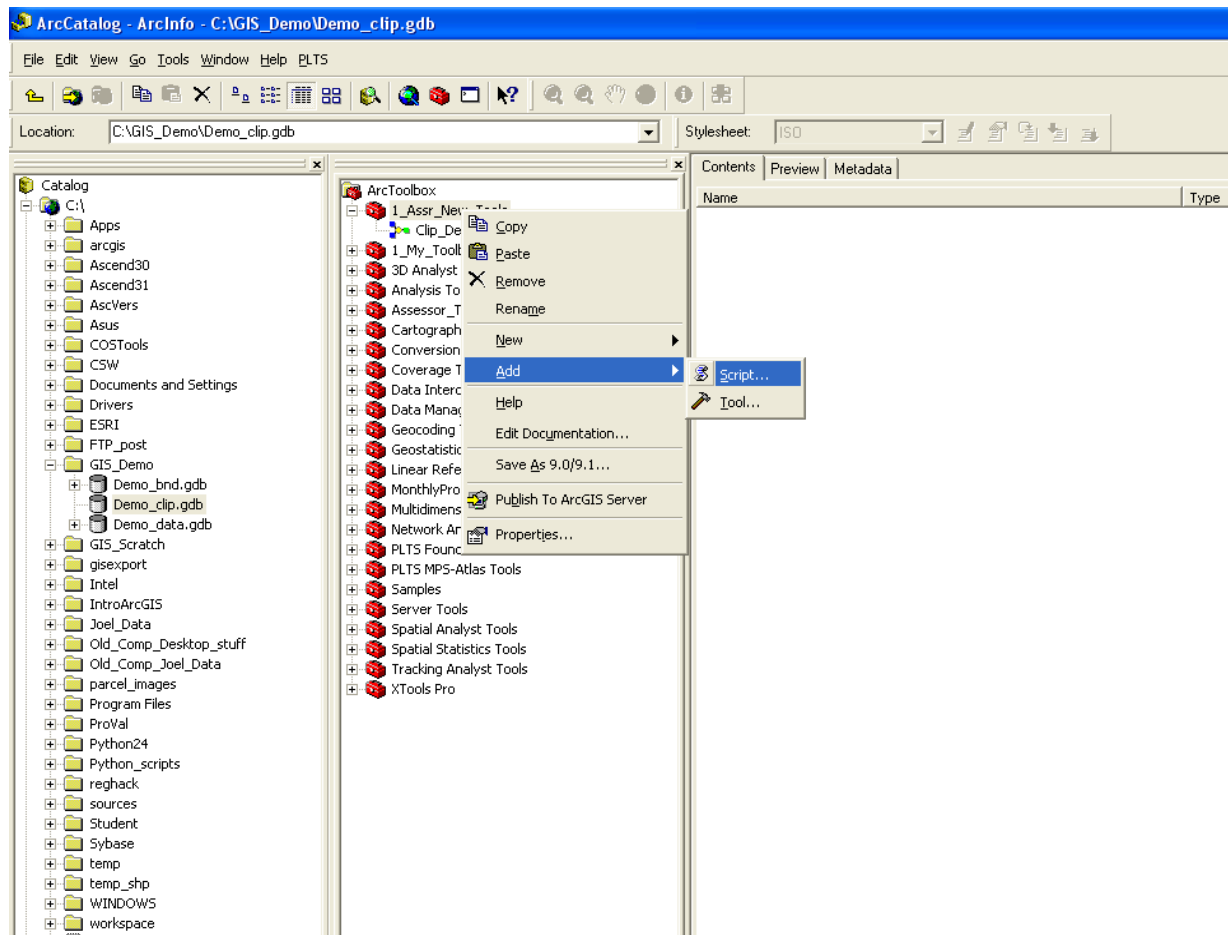 ArcCatalog - ArcInfo - C:\GIS_Demo\Demo_clip.gdb
File Edit View Go Tools Window Help PLTS
Location: C:\GIS_Demo\Demo_clip.gdb
Stylesheet: ISO
Catalog
C:\
Apps
arcgis
Ascend30
Ascend31
AscVers
Asus
COSTools
CSW
Documents and Settings
Drivers
ESRI
FTP_post
GIS_Demo
Demo_bnd.gdb
Demo_clip.gdb
Demo_data.gdb
GIS_Scratch
gisexport
Intel
IntroArcGIS
Joel_Data
Old_Comp_Desktop_stuff
Old_Comp_Joel_Data
parcel_images
Program Files
ProVal
Python24
Python_scripts
reghack
sources
Student
Sybase
temp
temp_shp
WINDOWS
workspace
ArcToolbox
1_Assr_New_Tools
Clip_De
1_My_Toolb
3D Analyst
Analysis To
Assessor_T
Cartograph
Conversion
Coverage T
Data Interc
Data Manag
Geocoding
Geostatistic
Linear Refe
MonthlyPro
Multidimens
Network An
PLTS Found
PLTS MPS-Atlas Tools
Samples
Server Tools
Spatial Analyst Tools
Spatial Statistics Tools
Tracking Analyst Tools
XTools Pro
Copy
Paste
Remove
Rename
New
Add
Help
Edit Documentation...
Save As 9.0/9.1...
Publish To ArcGIS Server
Properties...
Script...
Tool...
Contents Preview Metadata
Name Type